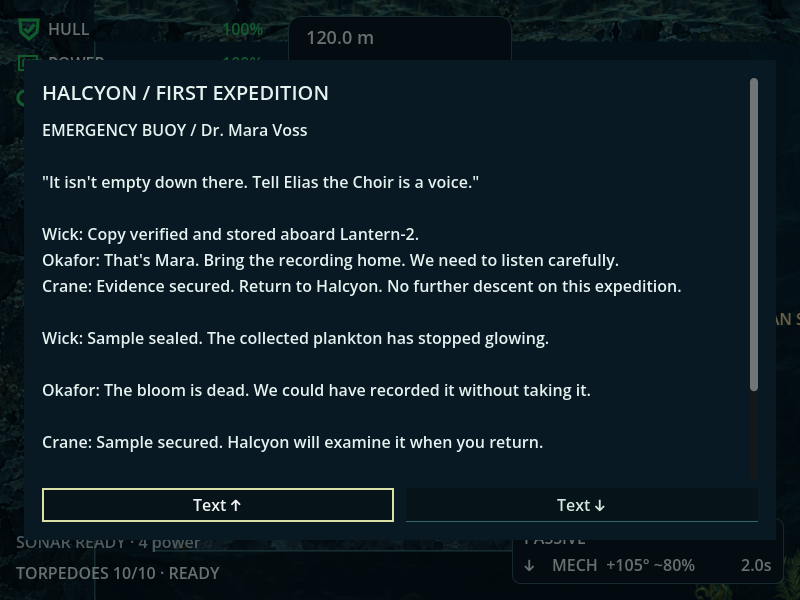 HULL 100%
120.0 m
POWER 100%
HALCYON / FIRST EXPEDITION
EMERGENCY BUOY / Dr. Mara Voss
"It isn't empty down there. Tell Elias the Choir is a voice."
Wick: Copy verified and stored aboard Lantern-2.
Okafor: That's Mara. Bring the recording home. We need to listen carefully.
Crane: Evidence secured. Return to Halcyon. No further descent on this expedition.
Wick: Sample sealed. The collected plankton has stopped glowing.
Okafor: The bloom is dead. We could have recorded it without taking it.
Crane: Sample secured. Halcyon will examine it when you return.
Text ↑
Text ↓
SONAR READY · 4 power
TORPEDOES 10/10 · READY
PASSIVE
↓ MECH +105° ~80% 2.0s